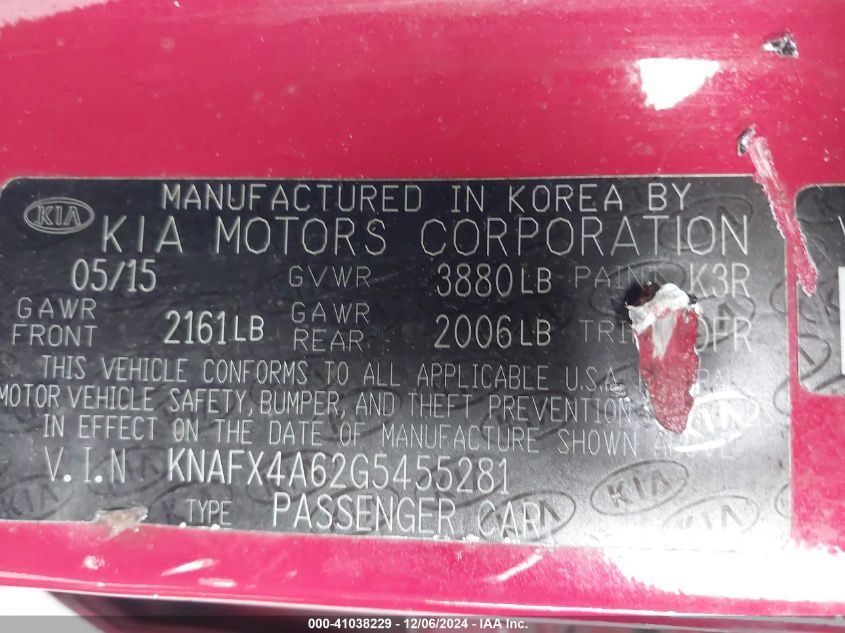 MANUFACTURED IN KOREA BY
KIA KIA MOTORS CORPORATION
05/15 GVWR 3880LB K3R
GAWR FRONT 2161LB GAWR REAR 2006LB
THIS VEHICLE CONFORMS TO ALL APPLICABLE U.S.A.
MOTOR VEHICLE SAFETY, BUMPER, AND THEFT PREVENTION
IN EFFECT ON THE DATE OF MANUFACTURE SHOWN
V.I.N KNAFX4A62G5455281
TYPE PASSENGER CAR
000-41038229 - 12/06/2024 - IAA Inc.